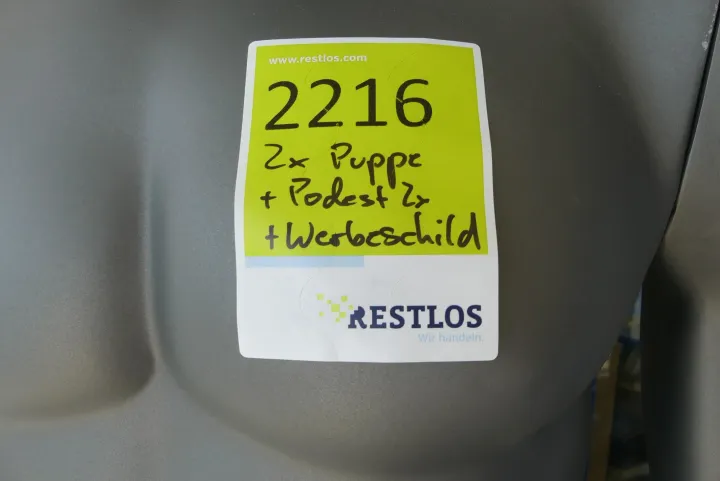 www.restlos.com
2216
2x Puppe
+ Podest 2x
+ Werbeschild
RESTLOS
Wir handeln.